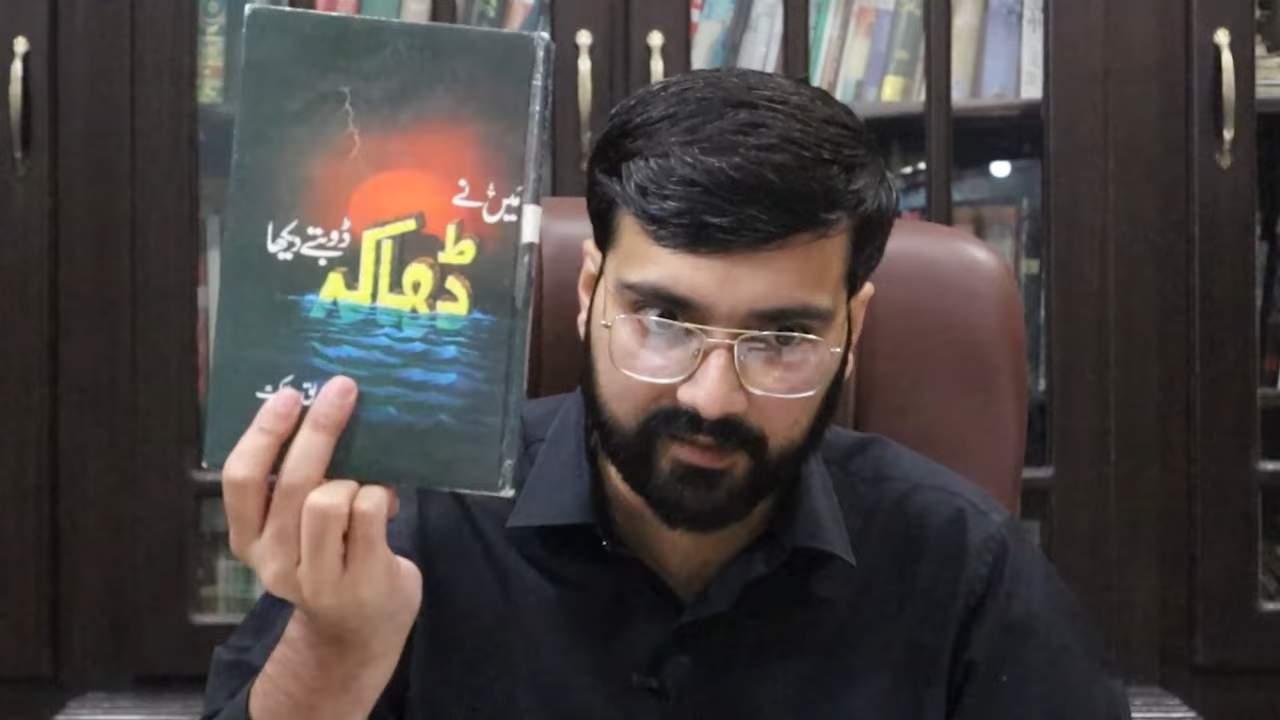 میں نے
ڈھاکہ
ڈوبتے دیکھا